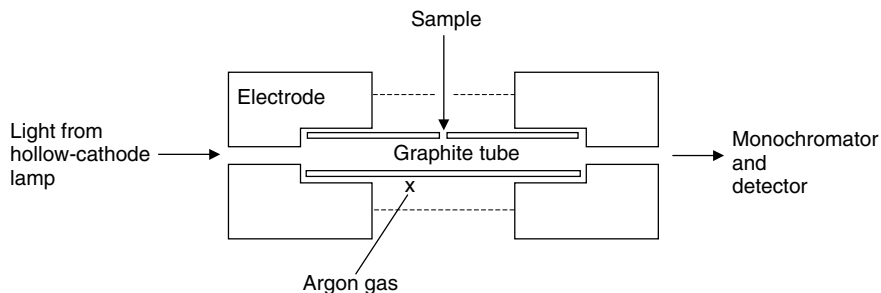 Sample
Electrode
Light from
hollow-cathode
lamp
Graphite tube
Monochromator
and
detector
x
Argon gas